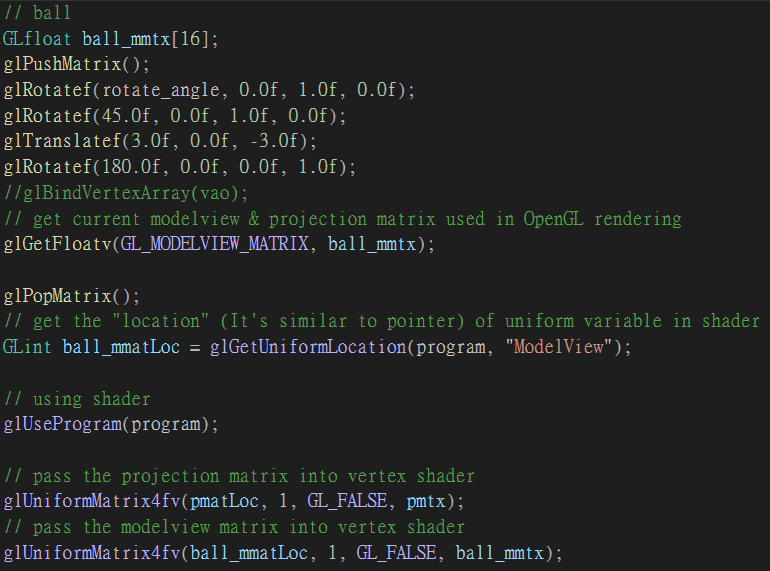 // ball
GLfloat ball_mmtx[16];
glPushMatrix();
glRotatef(rotate_angle, 0.0f, 1.0f, 0.0f);
glRotatef(45.0f, 0.0f, 1.0f, 0.0f);
glTranslatef(3.0f, 0.0f, -3.0f);
glRotatef(180.0f, 0.0f, 0.0f, 1.0f);
//glBindVertexArray(vao);
// get current modelview & projection matrix used in OpenGL rendering
glGetFloatv(GL_MODELVIEW_MATRIX, ball_mmtx);
glPopMatrix();
// get the "location" (It's similar to pointer) of uniform variable in shader
GLint ball_mmatLoc = glGetUniformLocation(program, "ModelView");
// using shader
glUseProgram(program);
// pass the projection matrix into vertex shader
glUniformMatrix4fv(pmatLoc, 1, GL_FALSE, pmtx);
// pass the modelview matrix into vertex shader
glUniformMatrix4fv(ball_mmatLoc, 1, GL_FALSE, ball_mmtx);